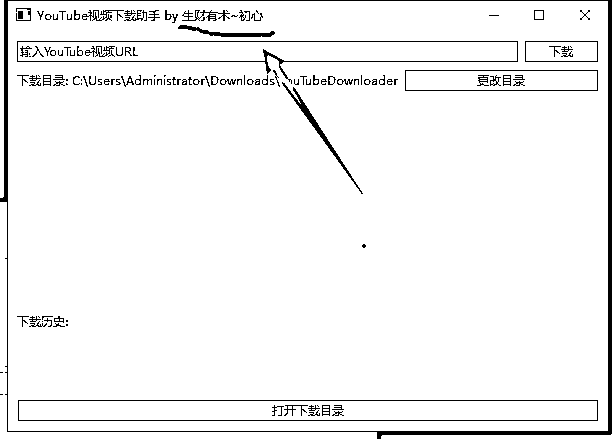 YouTube视频下载助手 by 生财有术~初心
输入YouTube视频URL
下载
下载目录: C:\Users\Administrator\Downloads\YouTubeDownloader
更改目录
下载历史:
打开下载目录